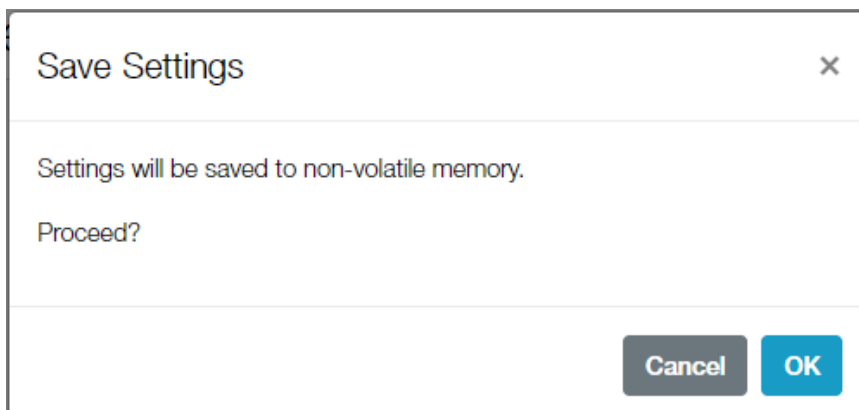 Save Settings
×
Settings will be saved to non-volatile memory.
Proceed?
Cancel OK